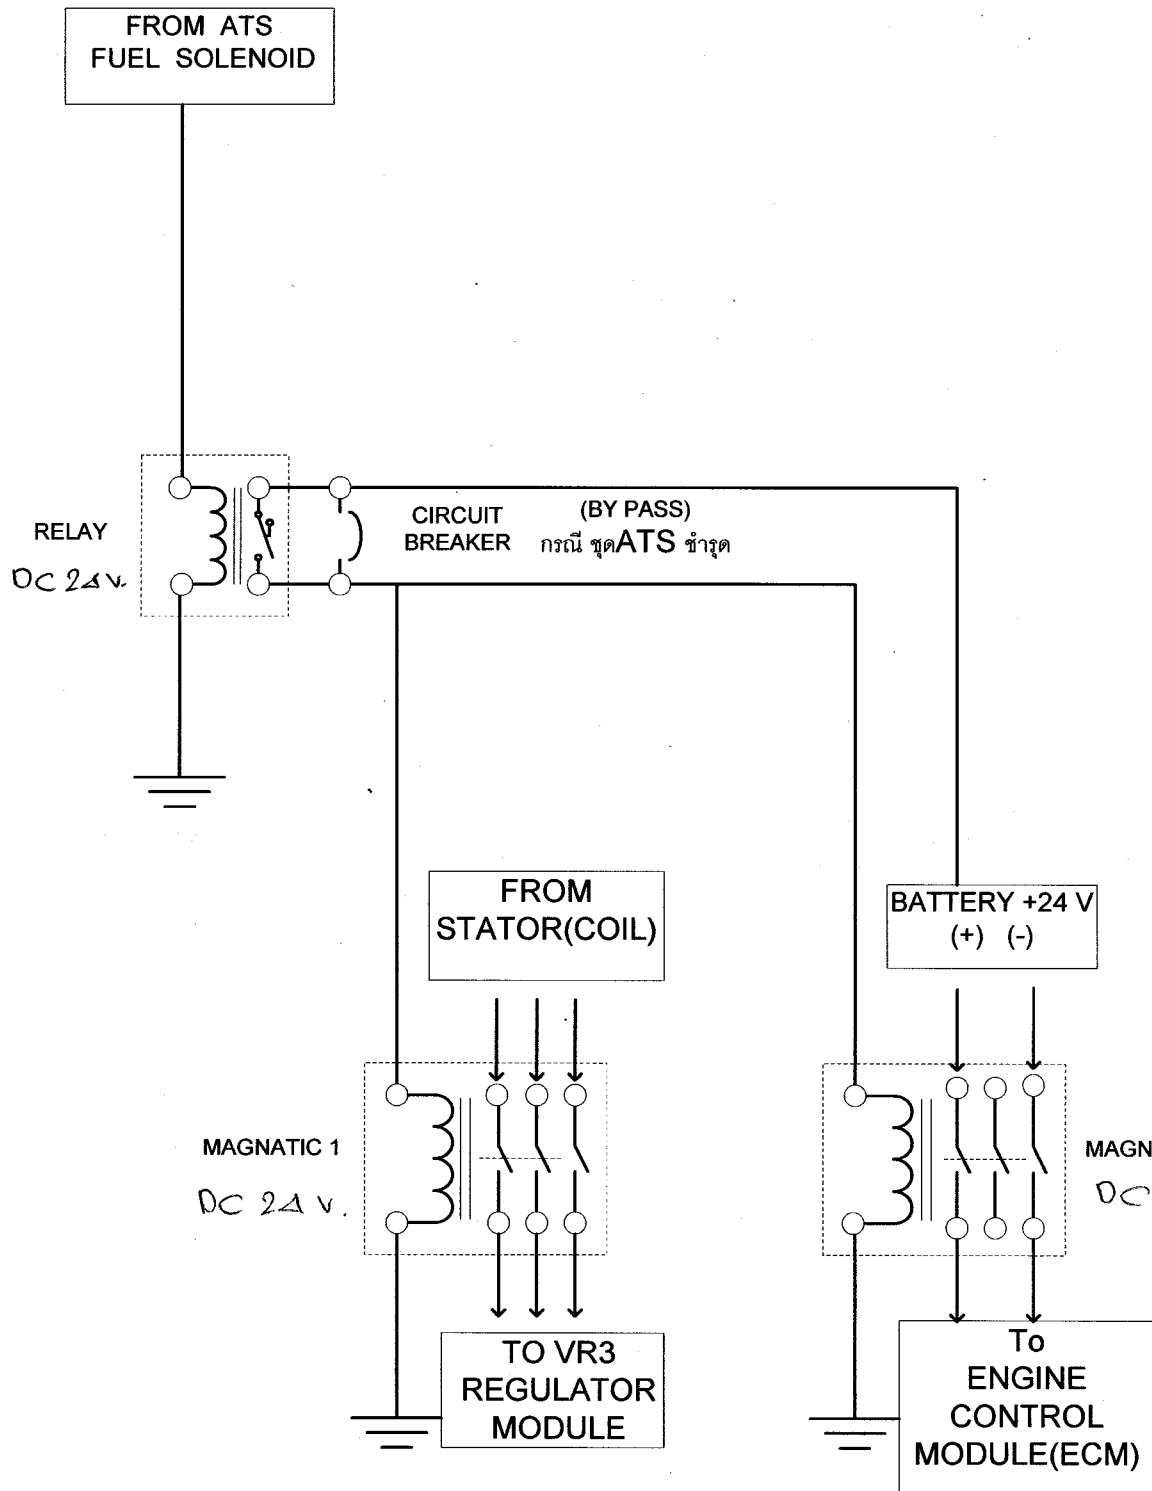 FROM ATS
FUEL SOLENOID
RELAY
DC 24 v.
CIRCUIT
BREAKER
(BY PASS)
กรณี ชุดATS ชำรุด
FROM
STATOR(COIL)
BATTERY +24 V
(+) (-)
MAGNATIC 1
DC 24 v.
MAGN
DC
TO VR3
REGULATOR
MODULE
To
ENGINE
CONTROL
MODULE(ECM)